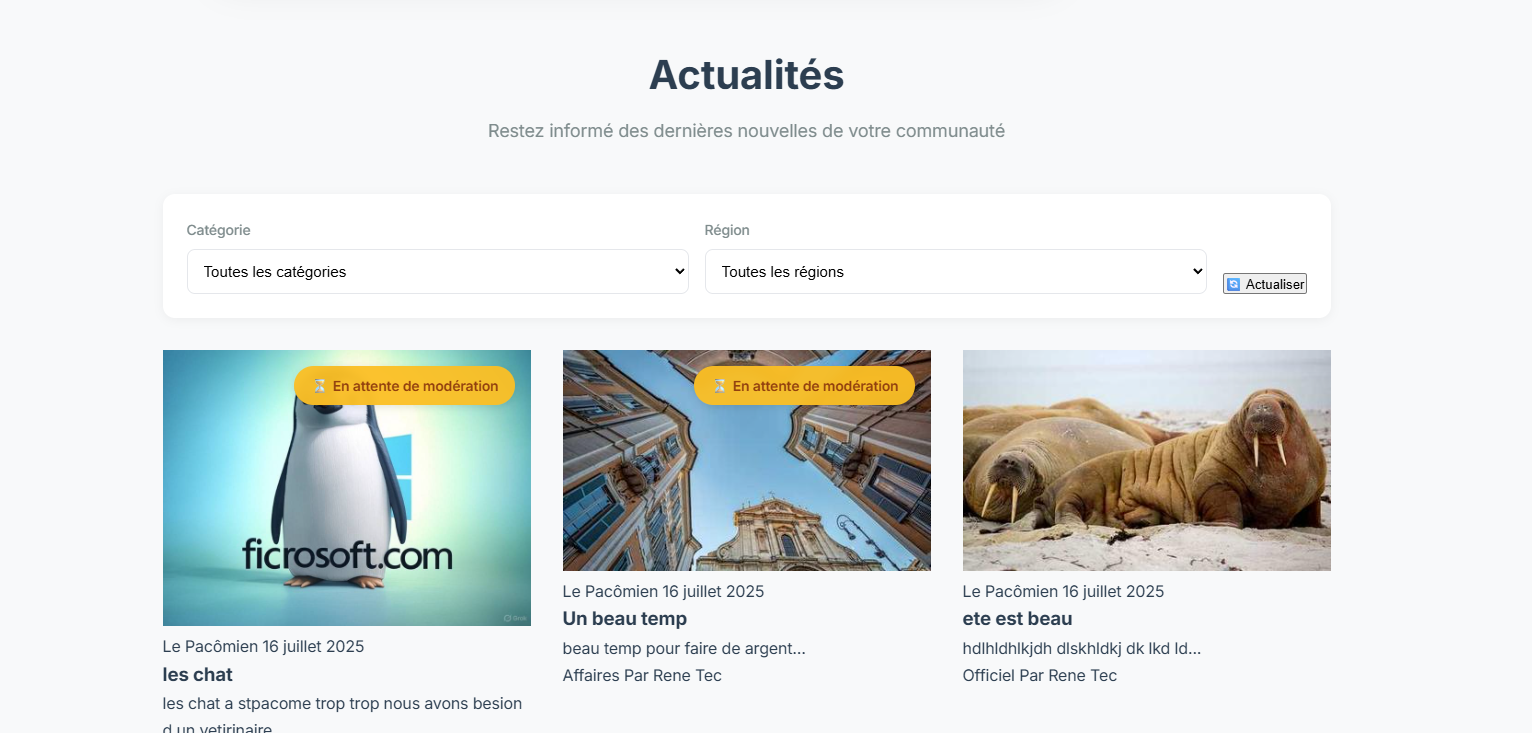 Actualités
Restez informé des dernières nouvelles de votre communauté
Catégorie
Région
Toutes les catégories
Toutes les régions
Actualiser
En attente de modération
En attente de modération
ficrosoft.com
Le Pacômien 16 juillet 2025
les chat
les chat a stpacome trop trop nous avons besion
d un vetirinaire
Le Pacômien 16 juillet 2025
Un beau temp
beau temp pour faire de argent...
Affaires Par Rene Tec
Le Pacômien 16 juillet 2025
ete est beau
hdlhldhlkjdh dlskhldkj dk lkd ld...
Officiel Par Rene Tec